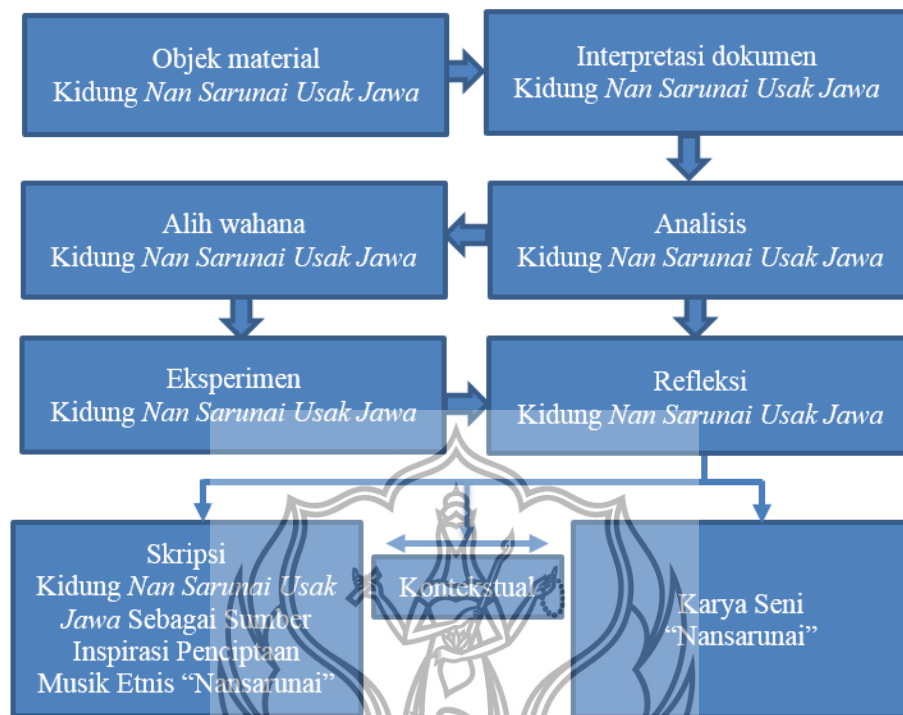 Objek material
Kidung Nan Sarunai Usak Jawa
Interpretasi dokumen
Kidung Nan Sarunai Usak Jawa
Alih wahana
Kidung Nan Sarunai Usak Jawa
Analisis
Kidung Nan Sarunai Usak Jawa
Eksperimen
Kidung Nan Sarunai Usak Jawa
Refleksi
Kidung Nan Sarunai Usak Jawa
Skripsi
Kidung Nan Sarunai Usak
Jawa Sebagai Sumber
Inspirasi Penciptaan
Musik Etnis “Nansarunai”
Kontekstual
Karya Seni
“Nansarunai”